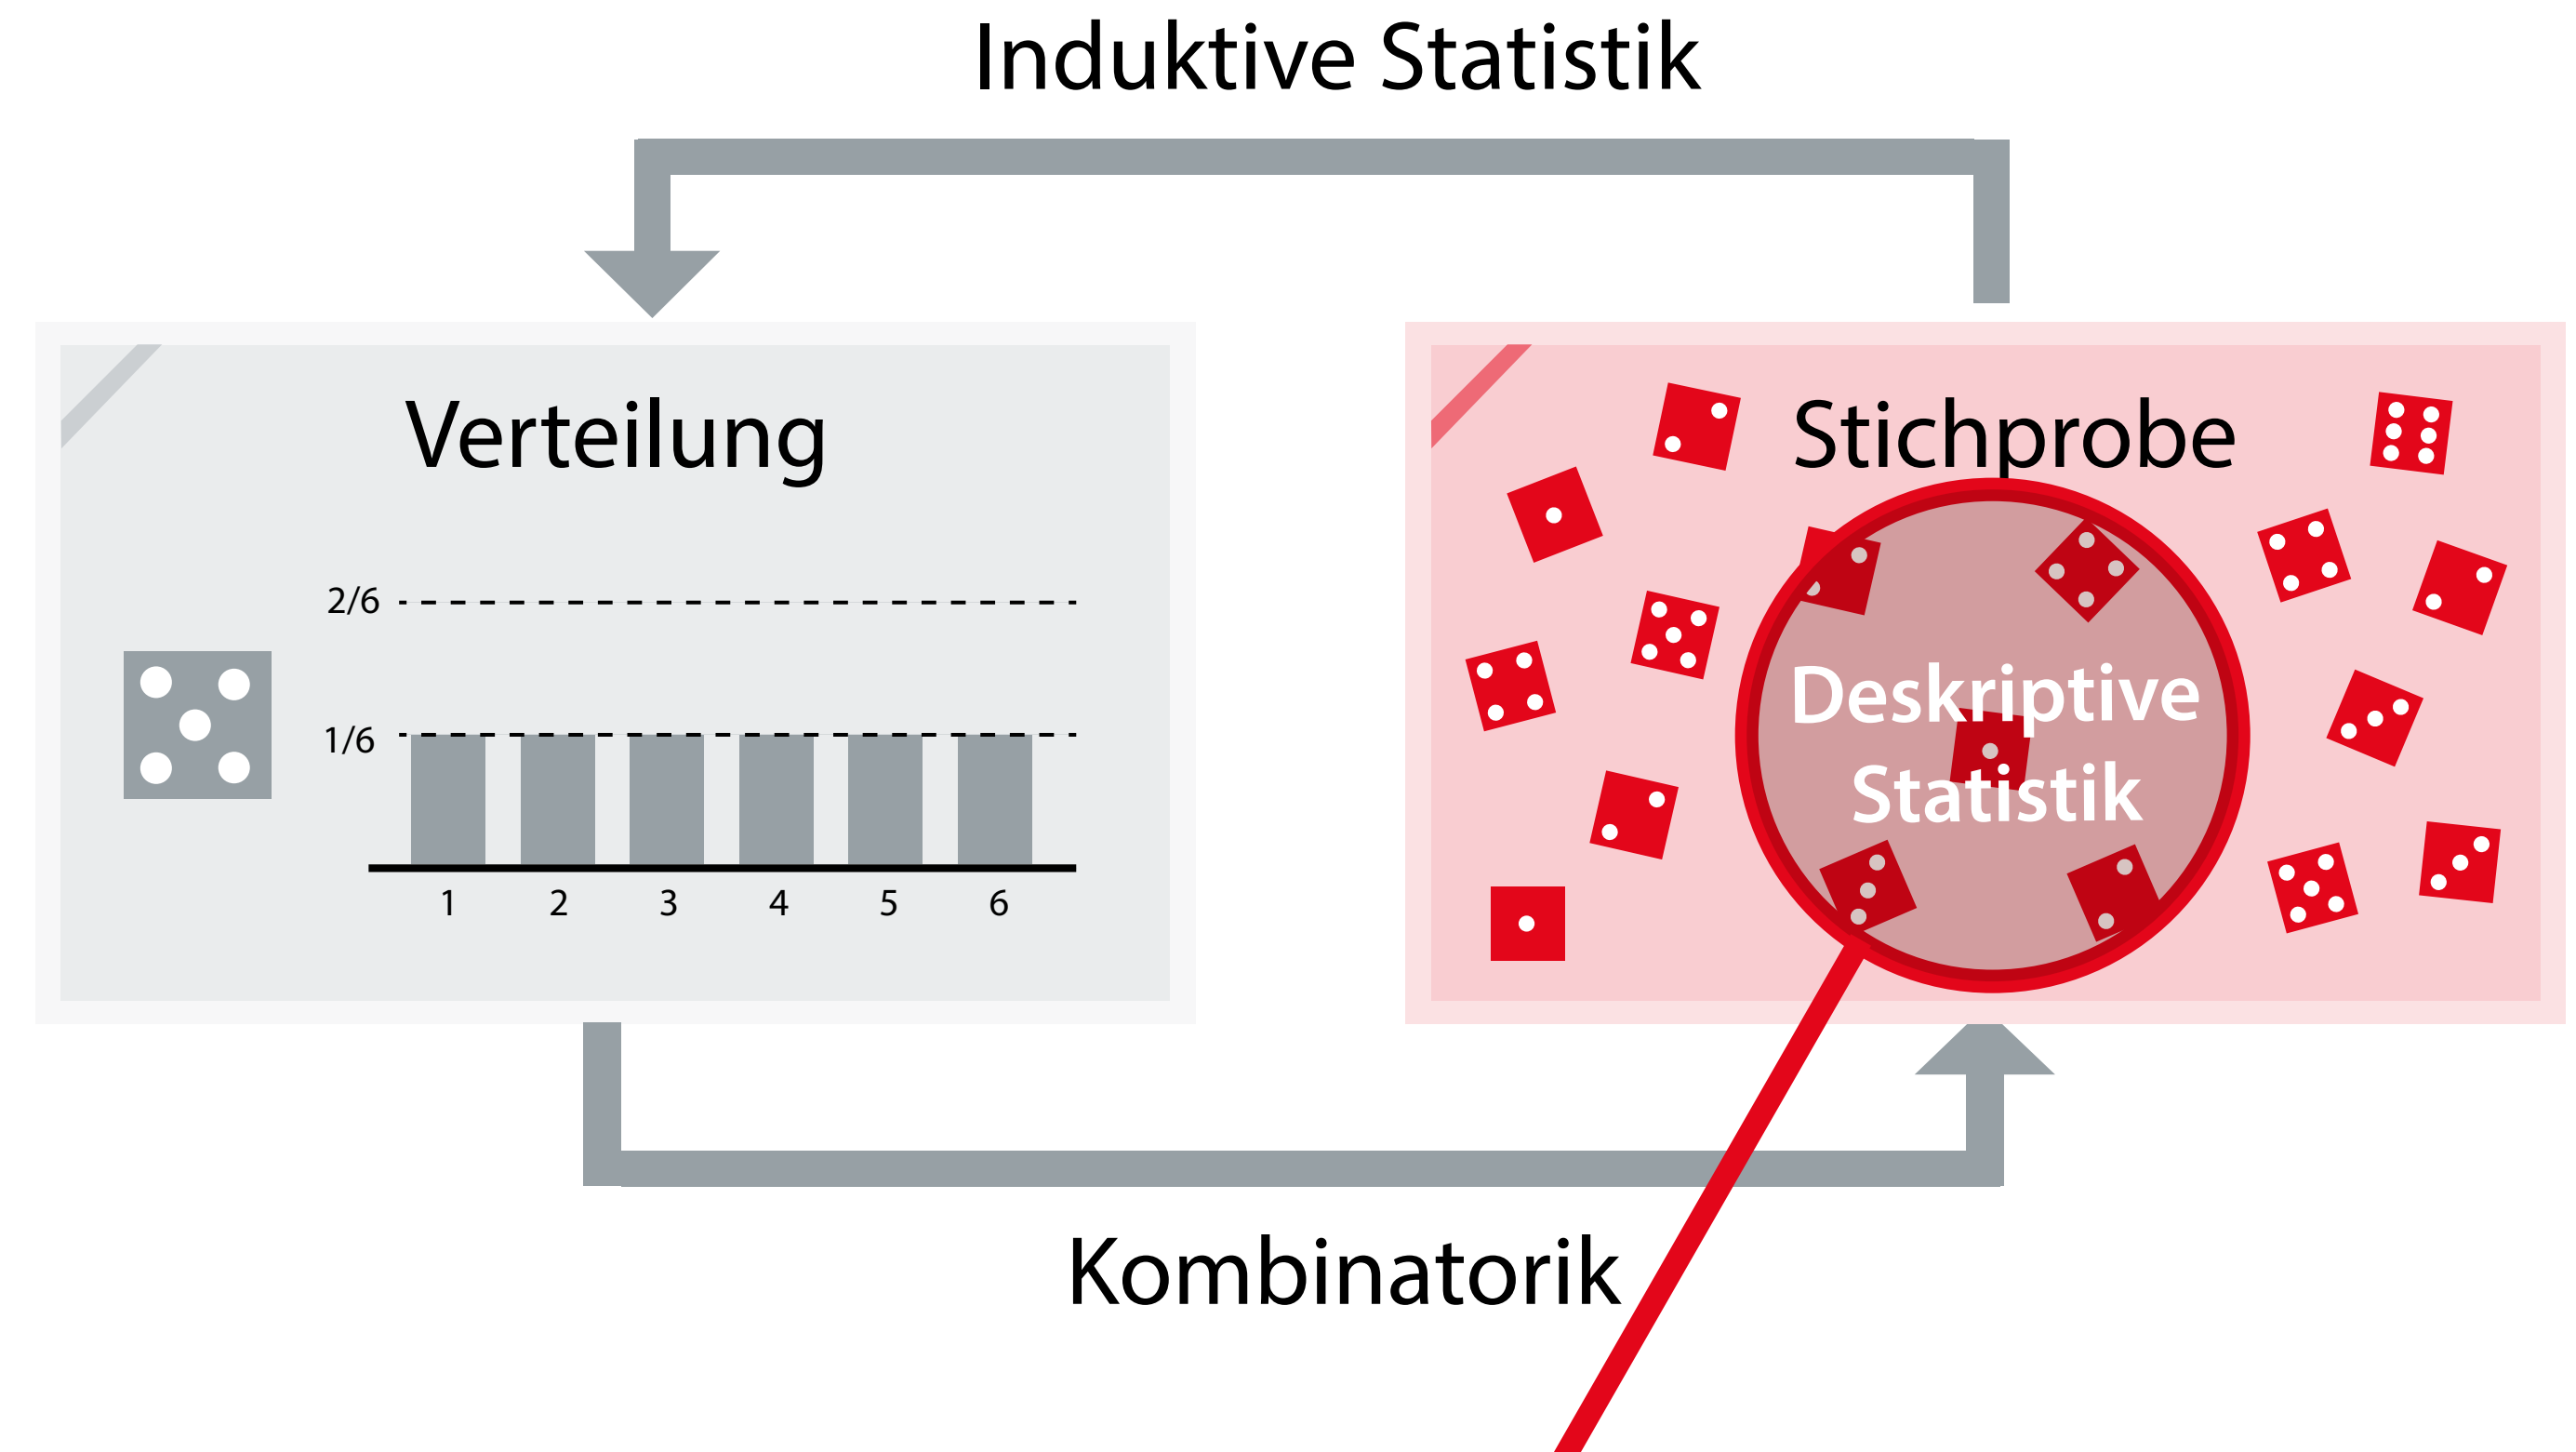 Induktive Statistik
Verteilung
2/6
1/6
1 2 3 4 5 6
Stichprobe
Deskriptive
Statistik
Kombinatorik